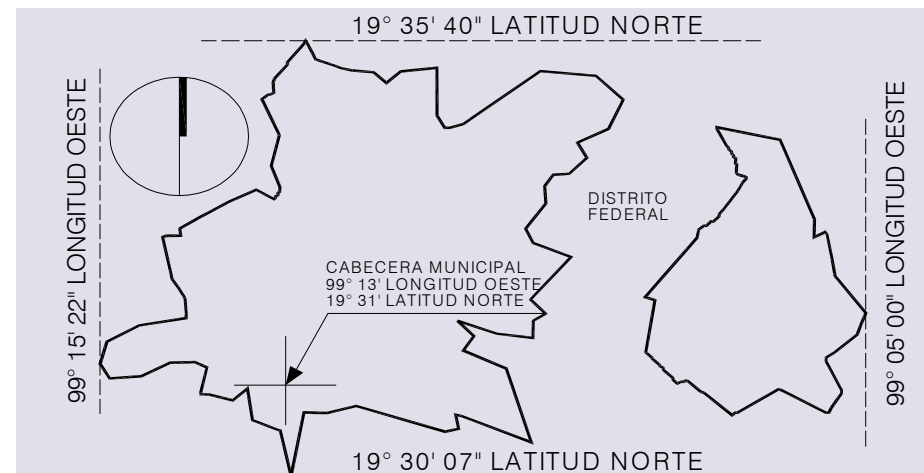 19° 35' 40" LATITUD NORTE
99° 15' 22" LONGITUD OESTE
99° 05' 00" LONGITUD OESTE
DISTRITO
FEDERAL
CABECERA MUNICIPAL
99° 13' LONGITUD OESTE
19° 31' LATITUD NORTE
19° 30' 07" LATITUD NORTE